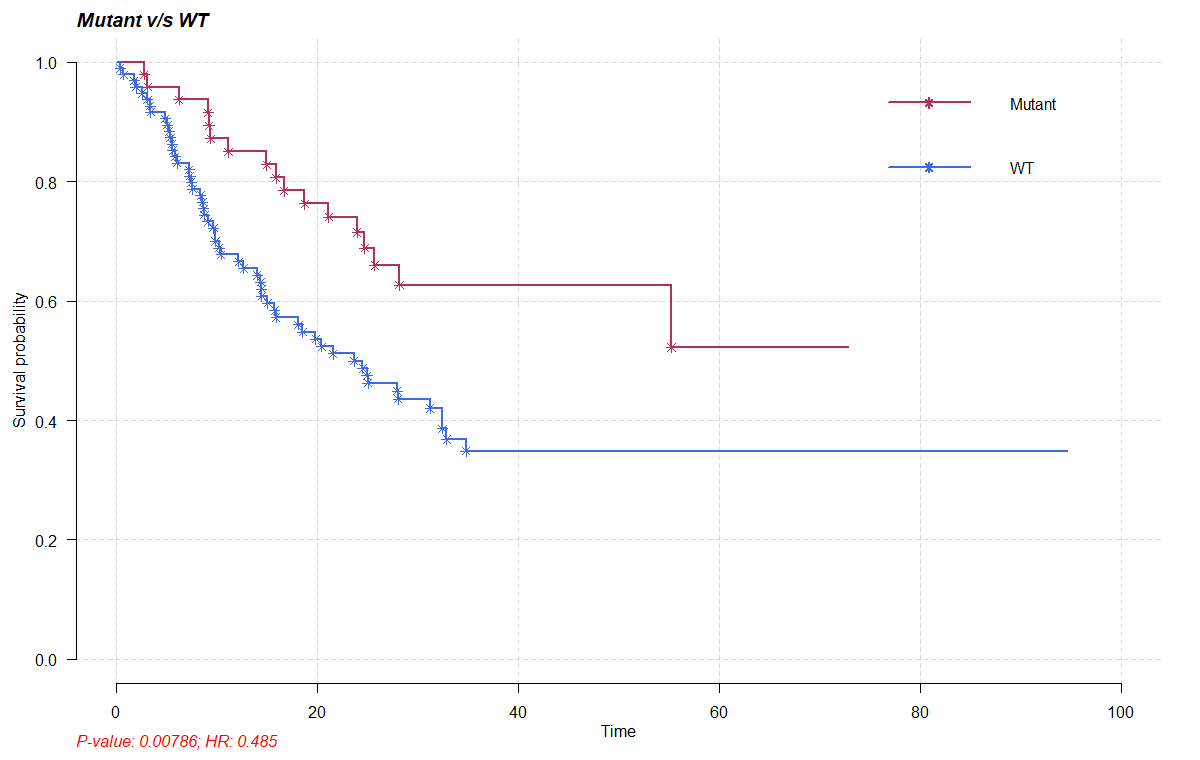 Mutant v/s WT
1.0
0.8
0.6
0.4
0.2
0.0
Survival probability
Mutant
WT
0 20 40 60 80 100
Time
P-value: 0.00786; HR: 0.485